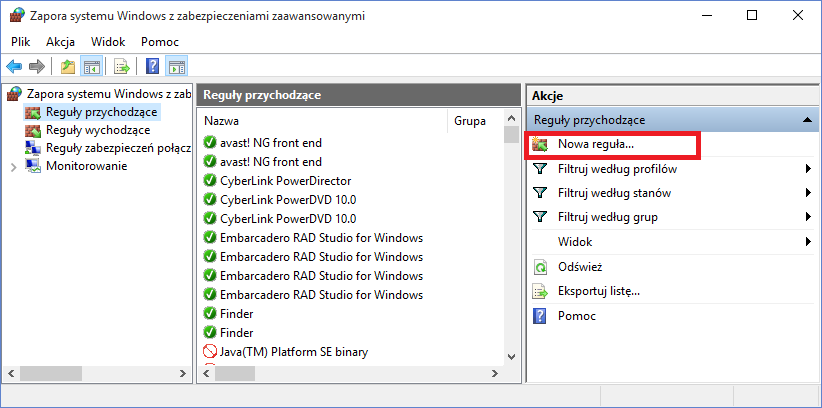 Zapora systemu Windows z zabezpieczeniami zaawansowanymi
Plik Akcja Widok Pomoc
Zapora systemu Windows z zab
Reguły przychodzące
Reguły wychodzące
Reguły zabezpieczeń połącz
Monitorowanie
Reguły przychodzące
Nazwa Grupa
avast! NG front end
avast! NG front end
CyberLink PowerDirector
CyberLink PowerDVD 10.0
CyberLink PowerDVD 10.0
Embarcadero RAD Studio for Windows
Embarcadero RAD Studio for Windows
Embarcadero RAD Studio for Windows
Embarcadero RAD Studio for Windows
Finder
Finder
Java(TM) Platform SE binary
Akcje
Reguły przychodzące
Nowa reguła...
Filtruj według profilów
Filtruj według stanów
Filtruj według grup
Widok
Odśwież
Eksportuj listę...
Pomoc